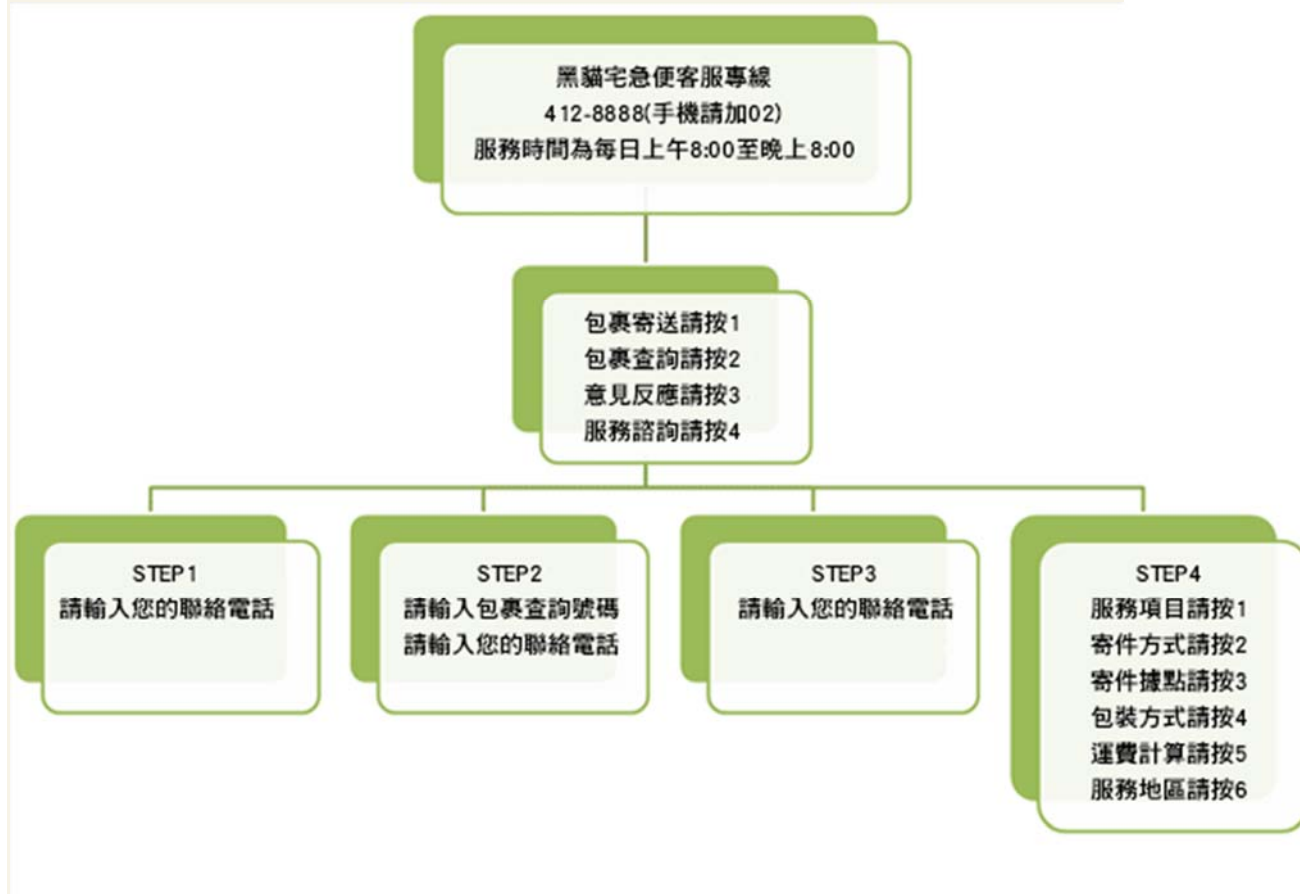 黑貓宅急便客服專線
412-8888(手機請加02)
服務時間為每日上午8:00至晚上8:00
包裹寄送請按1
包裹查詢請按2
意見反應請按3
服務諮詢請按4
STEP1
請輸入您的聯絡電話
STEP2
請輸入包裹查詢號碼
請輸入您的聯絡電話
STEP3
請輸入您的聯絡電話
STEP4
服務項目請按1
寄件方式請按2
寄件據點請按3
包裝方式請按4
運費計算請按5
服務地區請按6